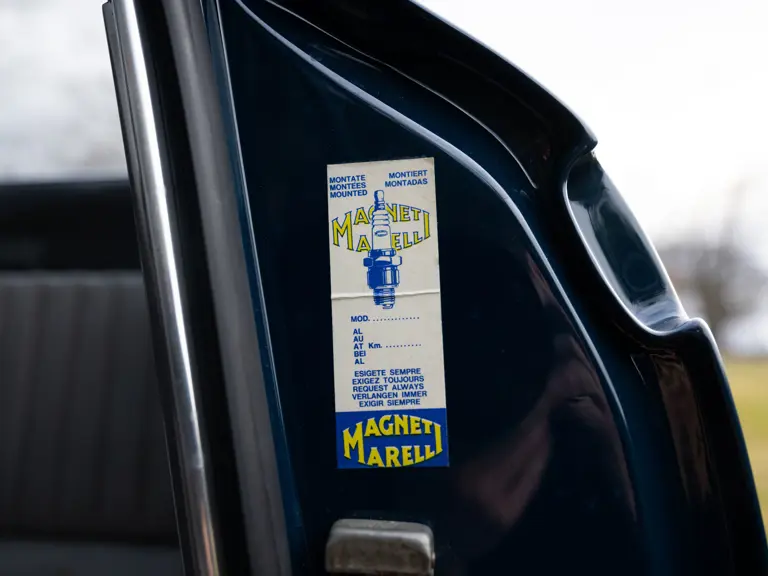 MONTATE MONTIERT
MONTEES MONTADAS
MOUNTED
MAGNETI
MARELLI
MOD. .............
AL
AU
AT Km. ..........
BEI
AL
ESIGETE SEMPRE
EXIGEZ TOUJOURS
REQUEST ALWAYS
VERLANGEN IMMER
EXIGIR SIEMPRE
MAGNETI
MARELLI